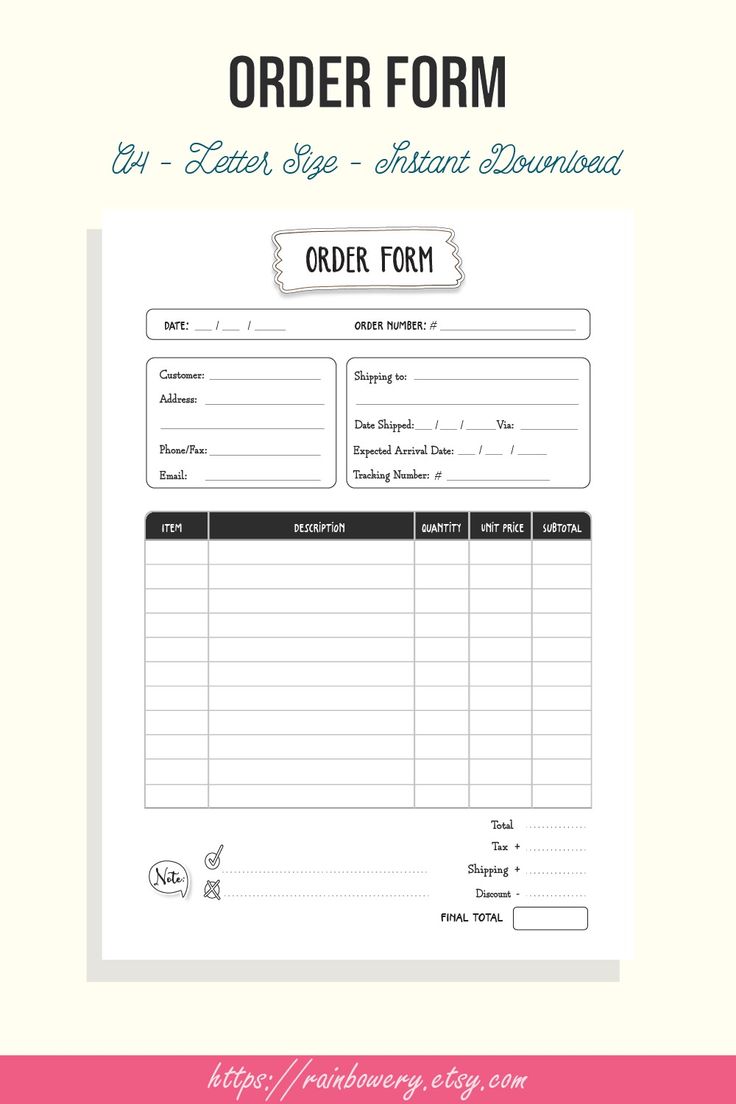 ORDER FORM
A4 - Letter Size - Instant Download
ORDER FORM
DATE: ___ / ___ / _____ ORDER NUMBER: # ____________________
Customer: ____________________
Address: ____________________
____________________
Phone/Fax: ____________________
Email: ____________________
Shipping to: ____________________
____________________
Date Shipped: ___ / ___ / _____ Via: __________
Expected Arrival Date: ___ / ___ / _____
Tracking Number: # ____________________
ITEM DESCRIPTION QUANTITY UNIT PRICE SUBTOTAL
Total ............
Tax + ............
Shipping + ............
Discount - ............
FINAL TOTAL
Note:
https://rainbowery.etsy.com